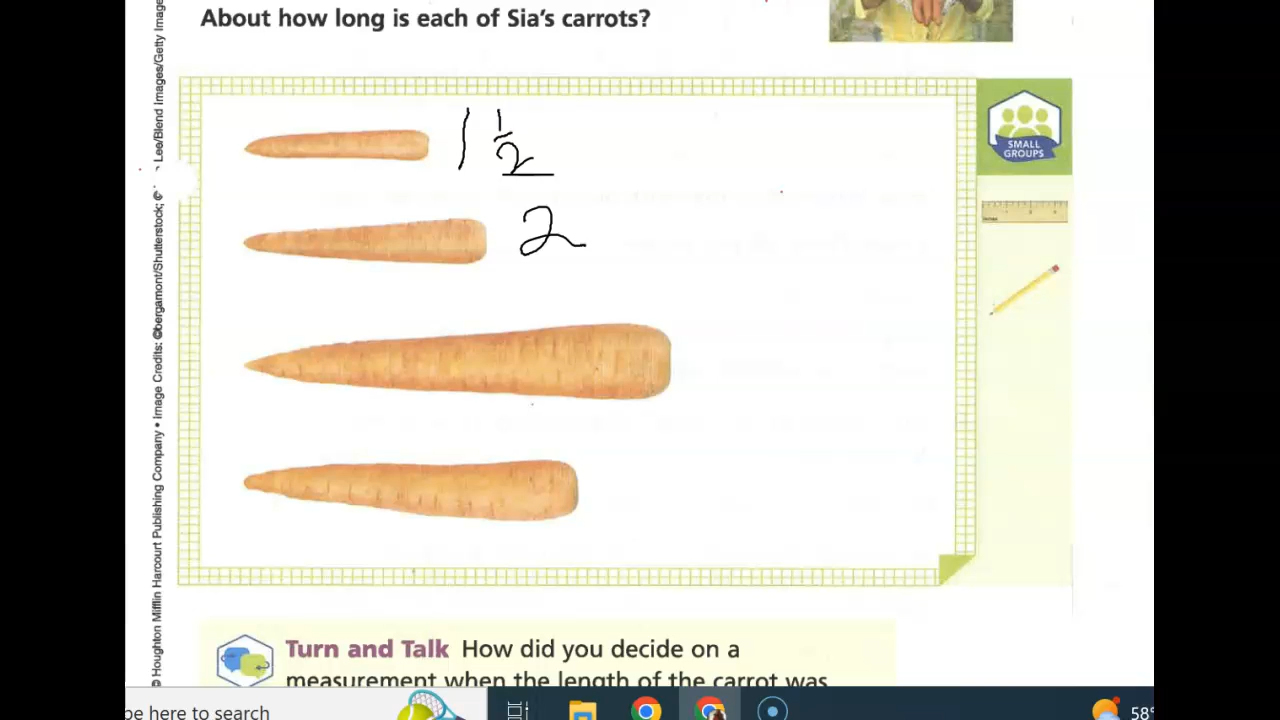 About how long is each of Sia's carrots?
© Houghton Mifflin Harcourt Publishing Company • Image Credits: ©bergamont/Shutterstock; © Lee/Blend Images/Getty Image
1 1/2
SMALL
GROUPS
Inches
2
Turn and Talk How did you decide on a
measurement when the length of the carrot was
pe here to search
58°